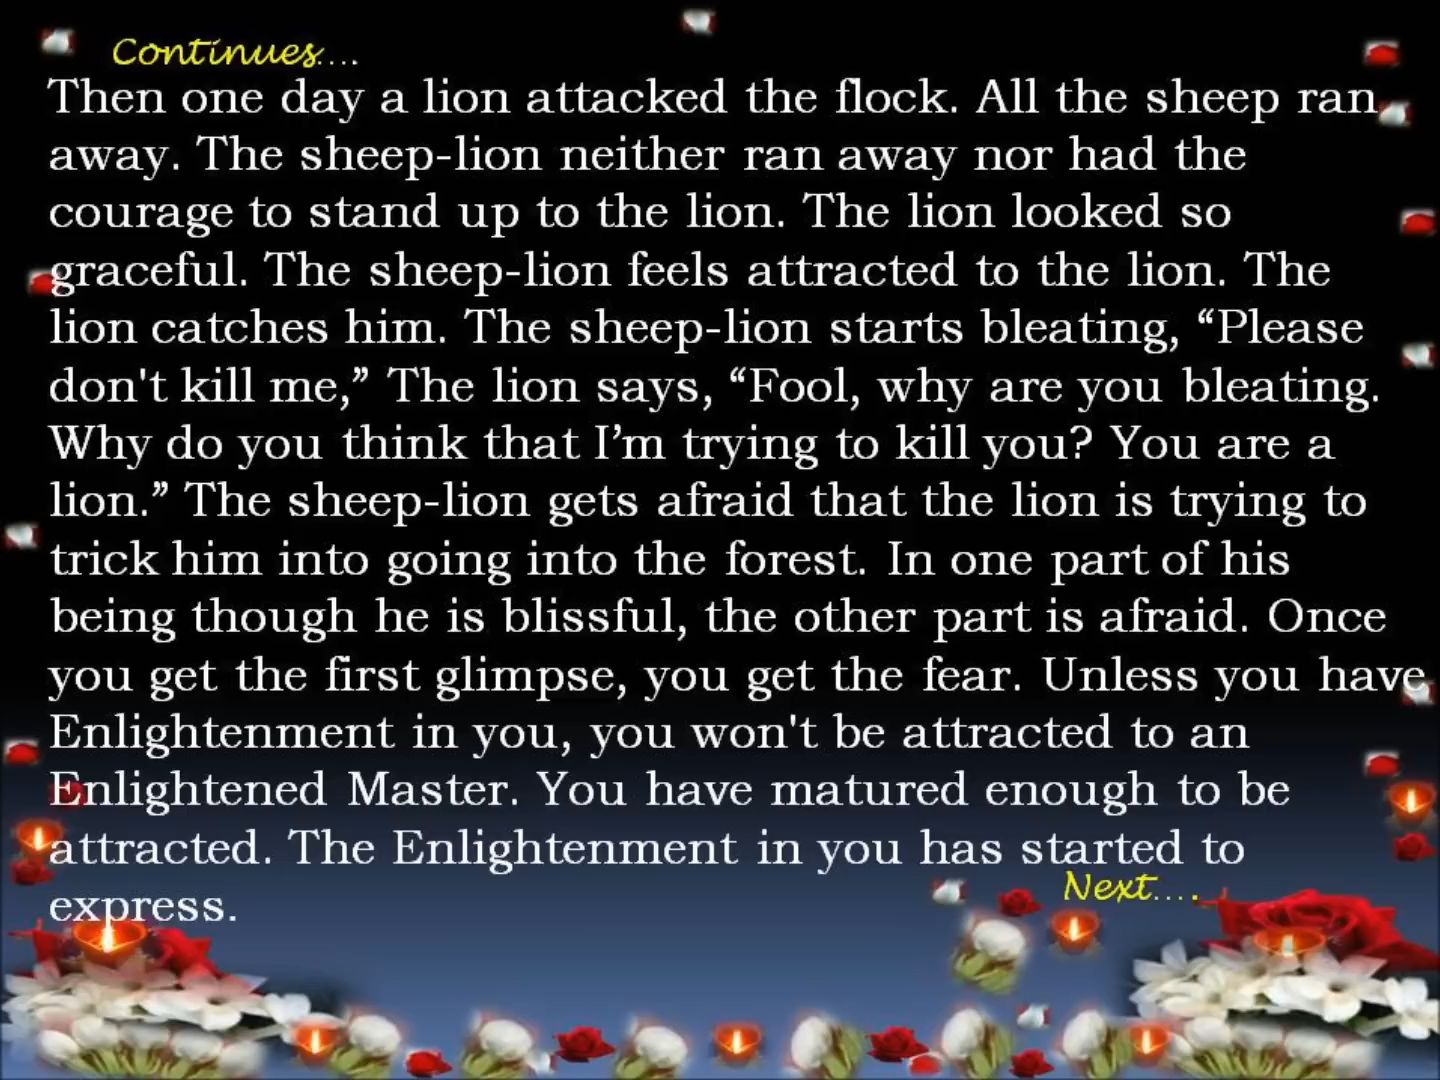 Continues....
Then one day a lion attacked the flock. All the sheep ran
away. The sheep-lion neither ran away nor had the
courage to stand up to the lion. The lion looked so
graceful. The sheep-lion feels attracted to the lion. The
lion catches him. The sheep-lion starts bleating, “Please
don't kill me,” The lion says, “Fool, why are you bleating.
Why do you think that I’m trying to kill you? You are a
lion.” The sheep-lion gets afraid that the lion is trying to
trick him into going into the forest. In one part of his
being though he is blissful, the other part is afraid. Once
you get the first glimpse, you get the fear. Unless you have
Enlightenment in you, you won't be attracted to an
Enlightened Master. You have matured enough to be
attracted. The Enlightenment in you has started to
express.
Next....